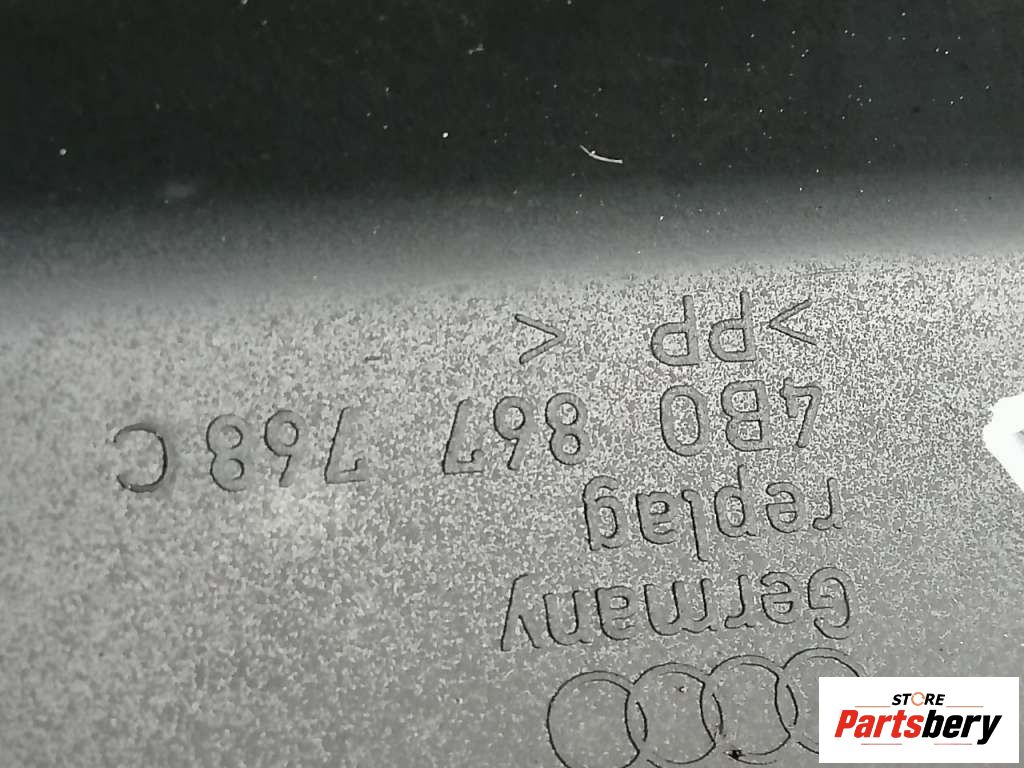 Germany
replag
4B0 867 768 C
>PP<
STORE
Partsbery